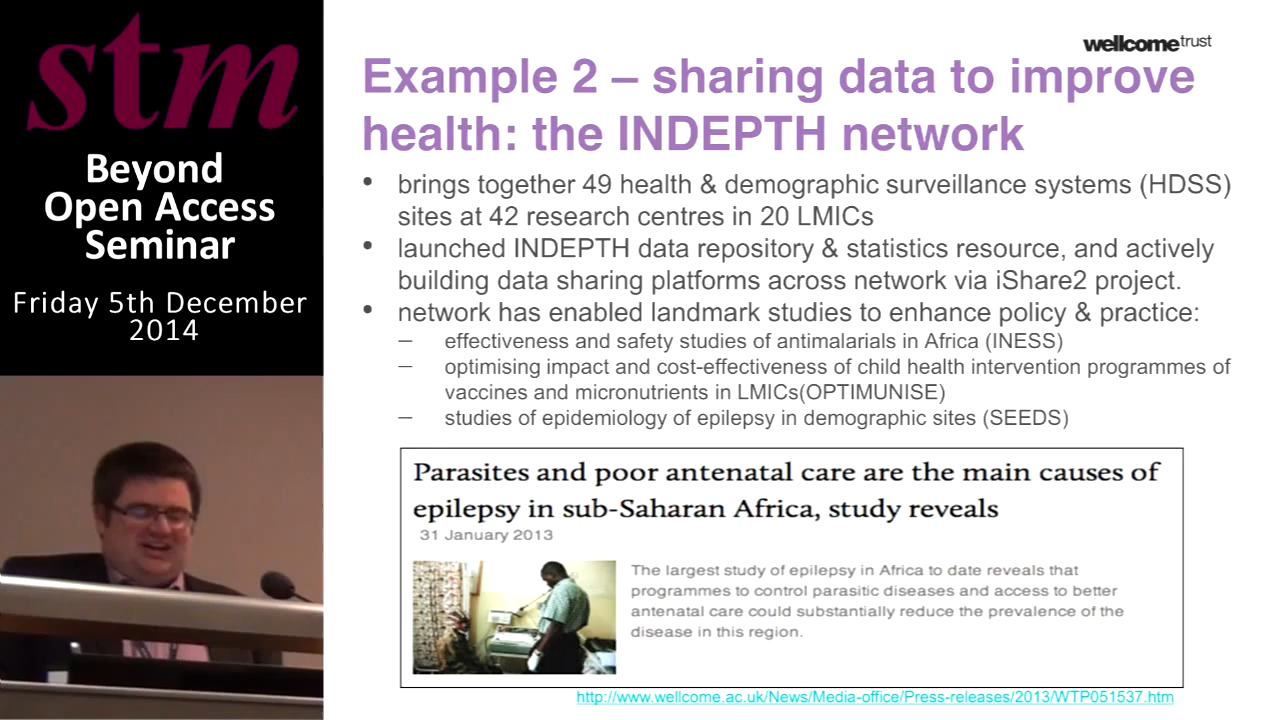 stm
Beyond
Open Access
Seminar
Friday 5th December
2014
wellcometrust
Example 2 – sharing data to improve
health: the INDEPTH network
• brings together 49 health & demographic surveillance systems (HDSS)
sites at 42 research centres in 20 LMICs
• launched INDEPTH data repository & statistics resource, and actively
building data sharing platforms across network via iShare2 project.
• network has enabled landmark studies to enhance policy & practice:
– effectiveness and safety studies of antimalarials in Africa (INESS)
– optimising impact and cost-effectiveness of child health intervention programmes of
vaccines and micronutrients in LMICs(OPTIMUNISE)
– studies of epidemiology of epilepsy in demographic sites (SEEDS)
Parasites and poor antenatal care are the main causes of
epilepsy in sub-Saharan Africa, study reveals
31 January 2013
The largest study of epilepsy in Africa to date reveals that
programmes to control parasitic diseases and access to better
antenatal care could substantially reduce the prevalence of the
disease in this region.
http://www.wellcome.ac.uk/News/Media-office/Press-releases/2013/WTP051537.htm